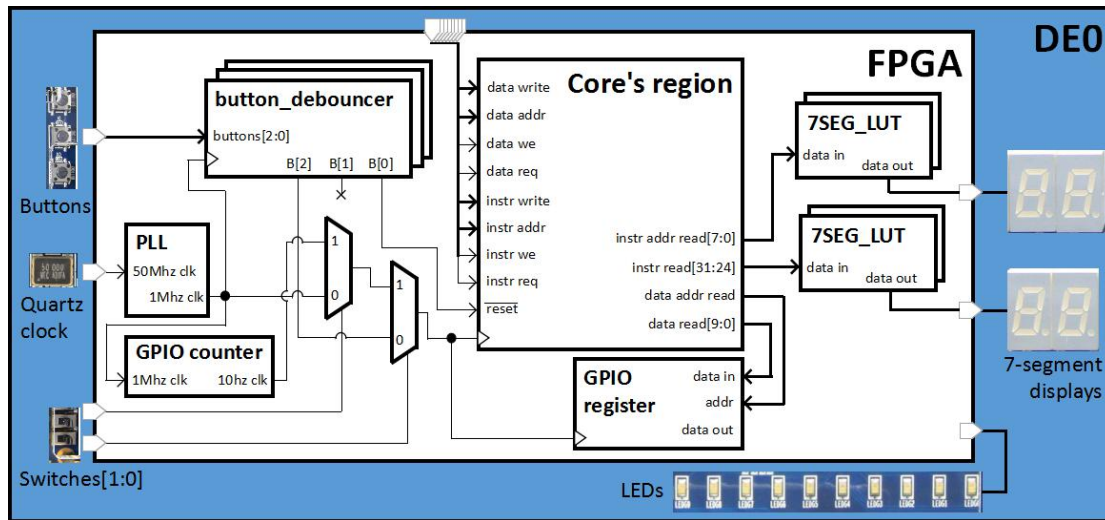 DE0
FPGA
button_debouncer
buttons[2:0]
B[2] B[1] B[0]
Buttons
PLL
50Mhz clk
1Mhz clk
Quartz
clock
GPIO counter
1Mhz clk 10hz clk
Switches[1:0]
1
0
1
0
Core's region
data write
data addr
data we
data req
instr write
instr addr
instr we
instr req
reset
instr addr read[7:0]
instr read[31:24]
data addr read
data read[9:0]
GPIO
register
data in
addr
data out
7SEG_LUT
data in
data out
7SEG_LUT
data in
data out
7-segment
displays
LEDs